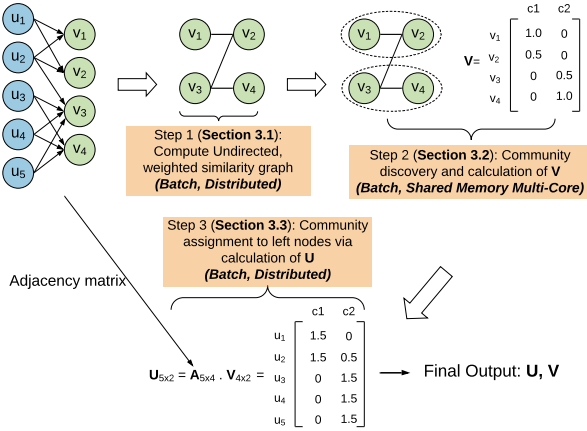 u1
u2
u3
u4
u5
v1
v2
v3
v4
v1 v2
v3 v4
v1 v2
v3 v4
c1 c2
V=
v1 1.0 0
v2 0.5 0
v3 0 0.5
v4 0 1.0
Step 1 (Section 3.1):
Compute Undirected,
weighted similarity graph
(Batch, Distributed)
Step 2 (Section 3.2): Community
discovery and calculation of V
(Batch, Shared Memory Multi-Core)
Step 3 (Section 3.3): Community
assignment to left nodes via
calculation of U
(Batch, Distributed)
Adjacency matrix
c1 c2
U5x2 = A5x4 . V4x2 =
u1 1.5 0
u2 1.5 0.5
u3 0 1.5
u4 0 1.5
u5 0 1.5
Final Output: U, V